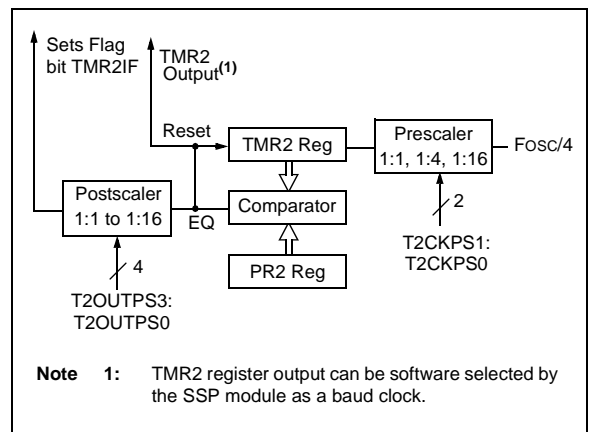 Sets Flag
bit TMR2IF
TMR2
Output(1)
Reset
TMR2 Reg
Prescaler
1:1, 1:4, 1:16
FOSC/4
Postscaler
1:1 to 1:16
EQ
Comparator
2
T2CKPS1:
T2CKPS0
4
PR2 Reg
T2OUTPS3:
T2OUTPS0
Note 1: TMR2 register output can be software selected by
the SSP module as a baud clock.